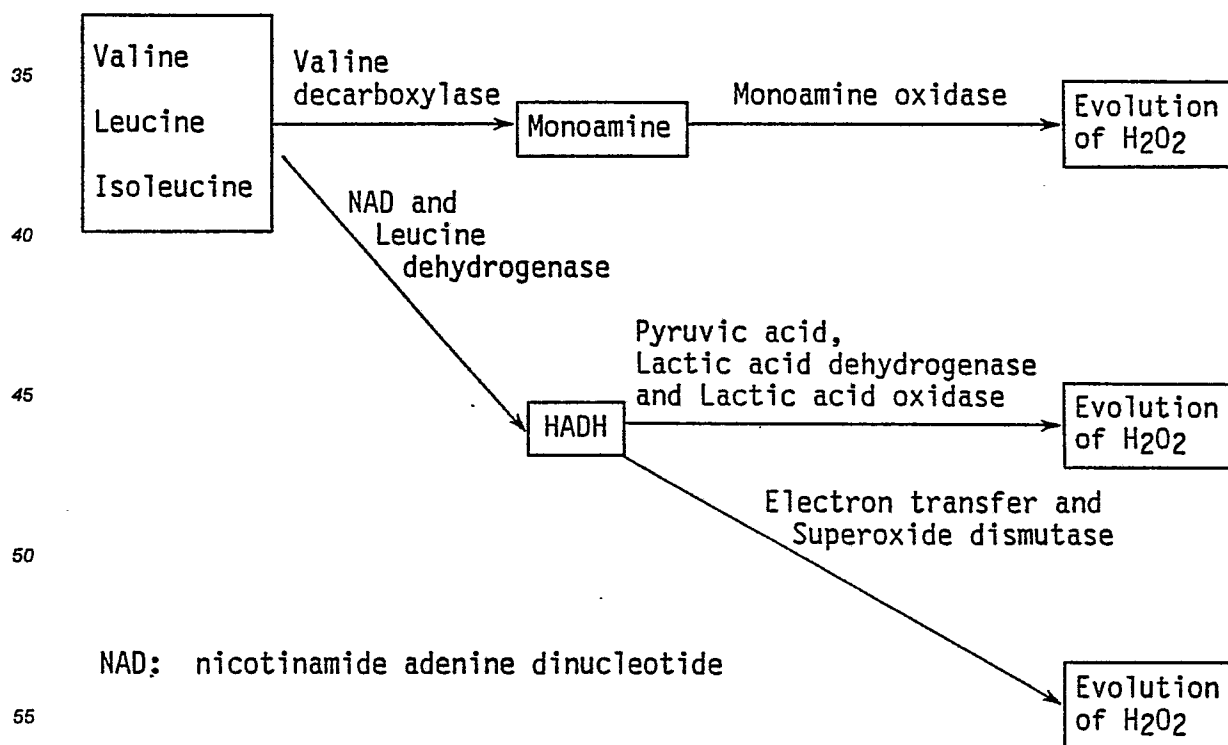 Valine
Leucine
Isoleucine
Valine
decarboxylase
Monoamine
Monoamine oxidase
Evolution
of H2O2
NAD and
Leucine
dehydrogenase
HADH
Pyruvic acid,
Lactic acid dehydrogenase
and Lactic acid oxidase
Evolution
of H2O2
Electron transfer and
Superoxide dismutase
Evolution
of H2O2
NAD: nicotinamide adenine dinucleotide
35
40
45
50
55